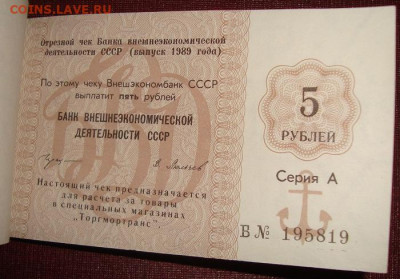 COINS.LAVE.RU
Отрезной чек Банка внешнеэкономической
деятельности СССР (выпуск 1989 года)
По этому чеку Внешэкономбанк СССР
выплатит пять рублей
БАНК ВНЕШНЕЭКОНОМИЧЕСКОЙ
ДЕЯТЕЛЬНОСТИ СССР
Настоящий чек предназначается
для расчета за товары
в специальных магазинах
"Торгмортранс"
5
РУБЛЕЙ
Серия А
Б № 195819